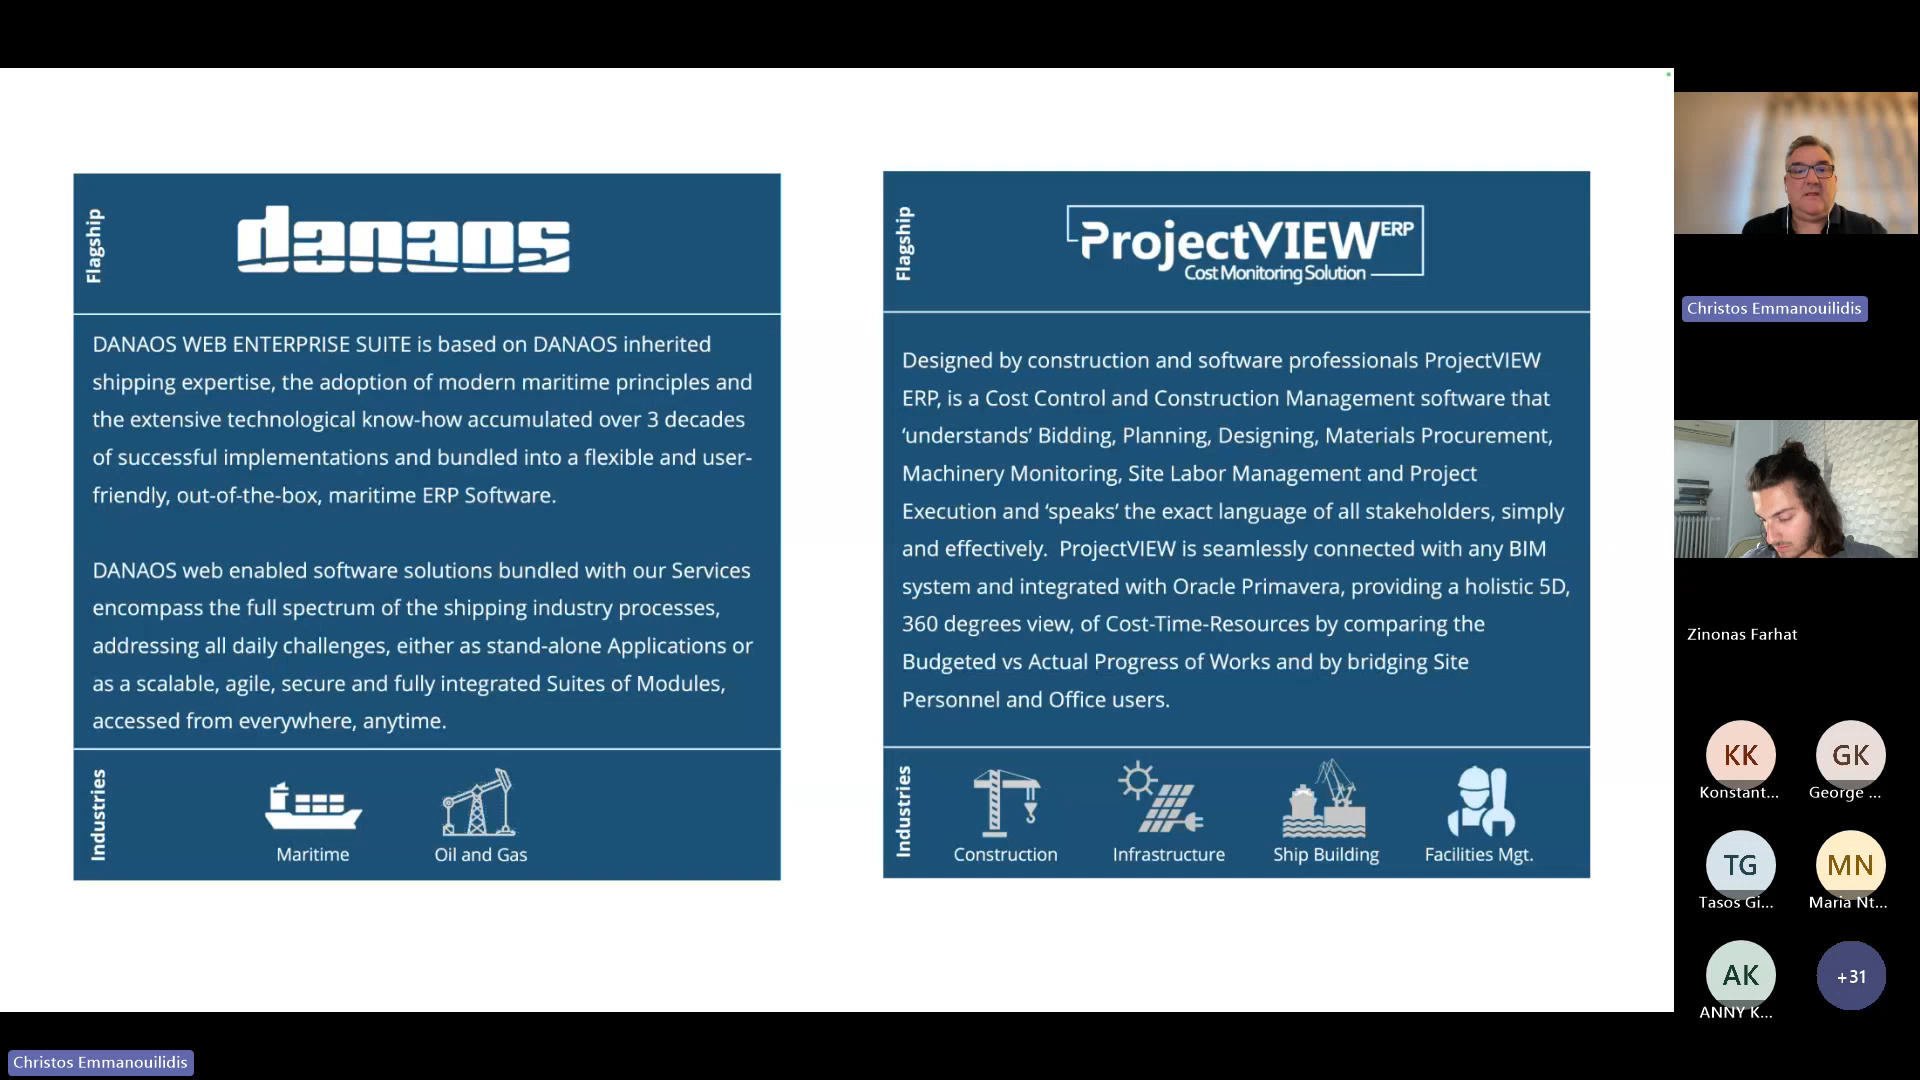 Flagship
danaos
DANAOS WEB ENTERPRISE SUITE is based on DANAOS inherited
shipping expertise, the adoption of modern maritime principles and
the extensive technological know-how accumulated over 3 decades
of successful implementations and bundled into a flexible and user-
friendly, out-of-the-box, maritime ERP Software.
DANAOS web enabled software solutions bundled with our Services
encompass the full spectrum of the shipping industry processes,
addressing all daily challenges, either as stand-alone Applications or
as a scalable, agile, secure and fully integrated Suites of Modules,
accessed from everywhere, anytime.
Industries
Maritime
Oil and Gas
Flagship
ProjectVIEW ERP
Cost Monitoring Solution
Designed by construction and software professionals ProjectVIEW
ERP, is a Cost Control and Construction Management software that
‘understands’ Bidding, Planning, Designing, Materials Procurement,
Machinery Monitoring, Site Labor Management and Project
Execution and ‘speaks’ the exact language of all stakeholders, simply
and effectively. ProjectVIEW is seamlessly connected with any BIM
system and integrated with Oracle Primavera, providing a holistic 5D,
360 degrees view, of Cost-Time-Resources by comparing the
Budgeted vs Actual Progress of Works and by bridging Site
Personnel and Office users.
Industries
Construction
Infrastructure
Ship Building
Facilities Mgt.
Christos Emmanouilidis
Zinonas Farhat
KK
Konstant...
GK
George ...
TG
Tasos Gi...
MN
Maria Nt...
AK
ANNY K...
+31
Christos Emmanouilidis